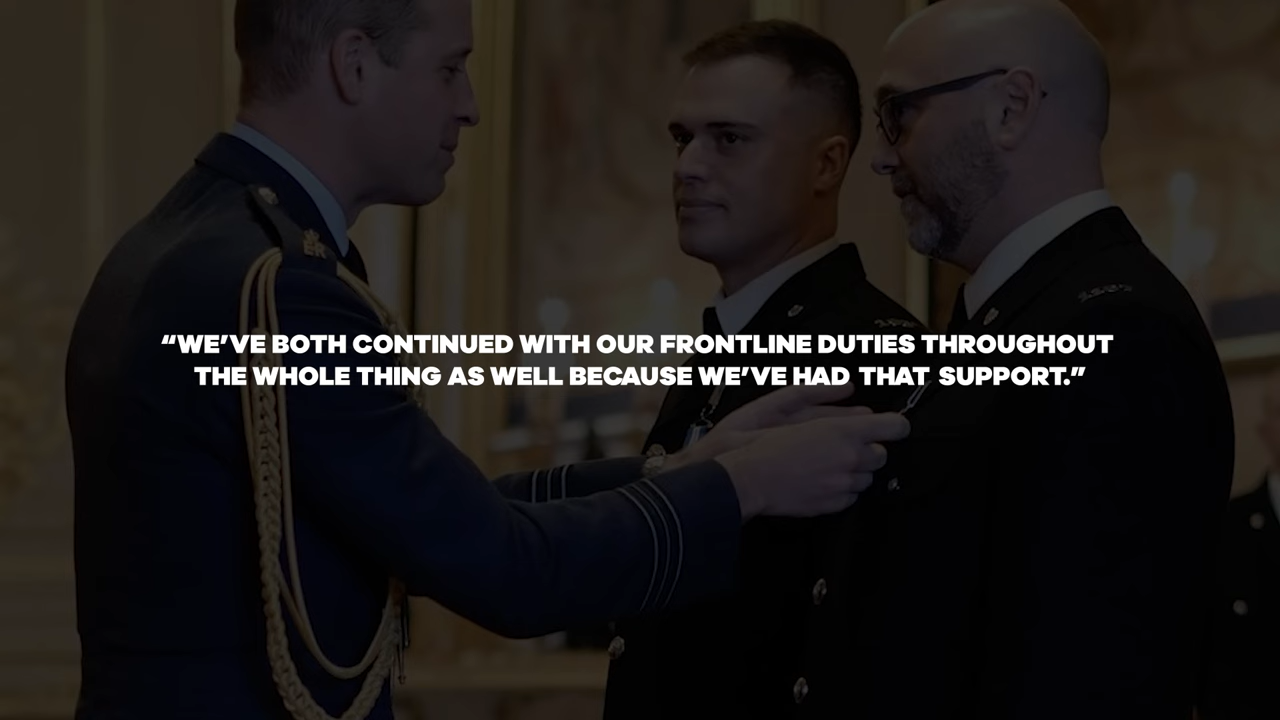 “WE’VE BOTH CONTINUED WITH OUR FRONTLINE DUTIES THROUGHOUT
THE WHOLE THING AS WELL BECAUSE WE’VE HAD THAT SUPPORT.”